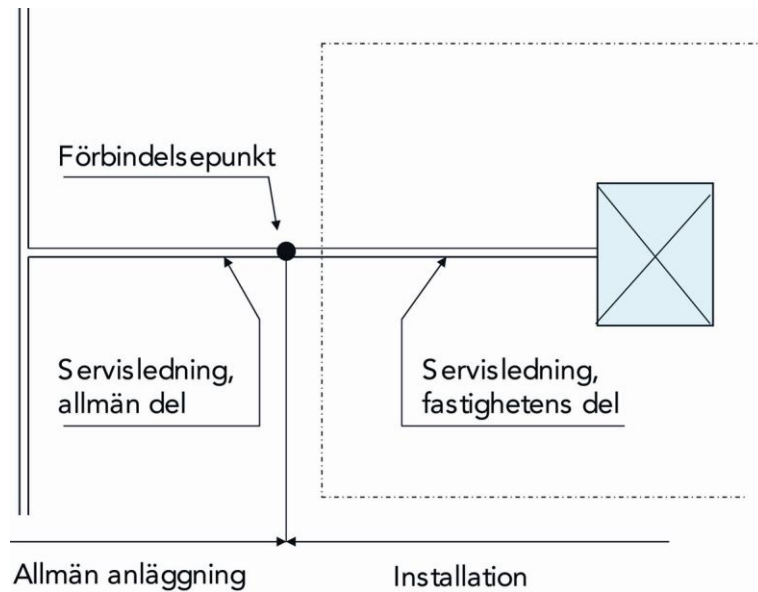 Förbindelsepunkt
Servisledning,
allmän del
Servisledning,
fastighetens del
Allmän anläggning
Installation